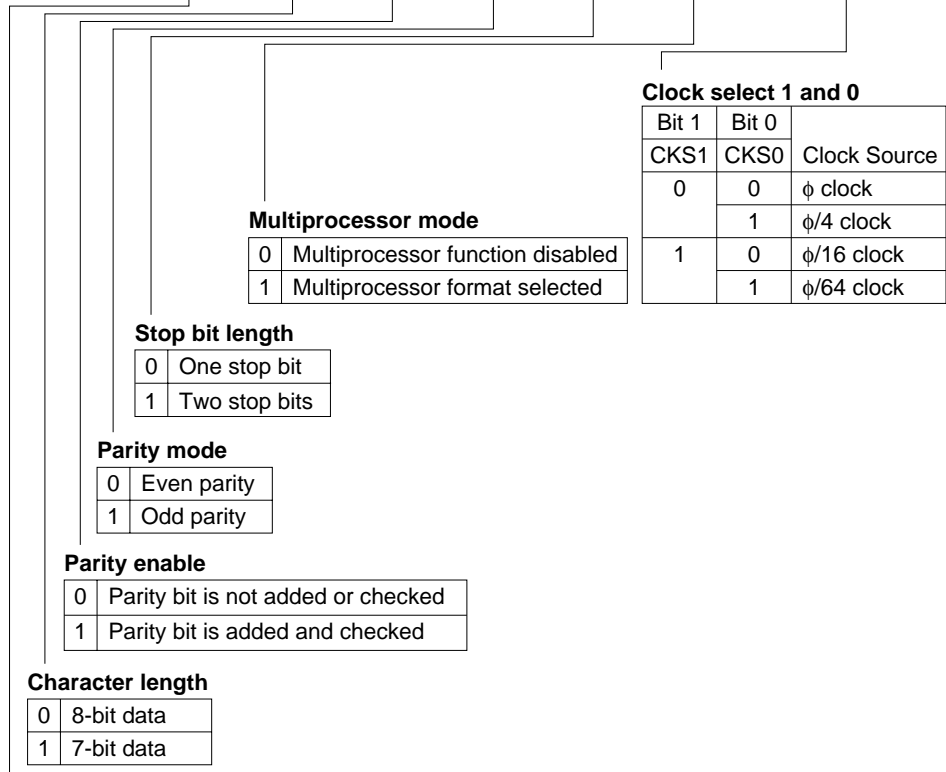 Clock select 1 and 0
Bit 1 Bit 0
CKS1 CKS0 Clock Source
0 0 ϕ clock
1 ϕ/4 clock
1 0 ϕ/16 clock
1 ϕ/64 clock
Multiprocessor mode
0 Multiprocessor function disabled
1 Multiprocessor format selected
Stop bit length
0 One stop bit
1 Two stop bits
Parity mode
0 Even parity
1 Odd parity
Parity enable
0 Parity bit is not added or checked
1 Parity bit is added and checked
Character length
0 8-bit data
1 7-bit data